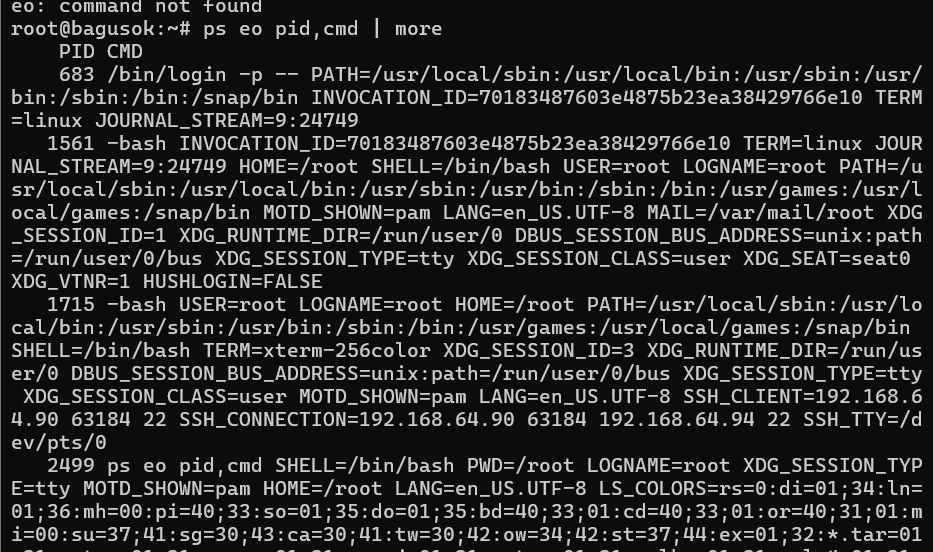 eo: command not found
root@bagusok:~# ps eo pid,cmd | more
    PID CMD
    683 /bin/login -p -- PATH=/usr/local/sbin:/usr/local/bin:/usr/sbin:/usr/
bin:/sbin:/bin:/snap/bin INVOCATION_ID=70183487603e4875b23ea38429766e10 TERM
=linux JOURNAL_STREAM=9:24749
   1561 -bash INVOCATION_ID=70183487603e4875b23ea38429766e10 TERM=linux JOUR
NAL_STREAM=9:24749 HOME=/root SHELL=/bin/bash USER=root LOGNAME=root PATH=/u
sr/local/sbin:/usr/local/bin:/usr/sbin:/usr/bin:/sbin:/bin:/usr/games:/usr/l
ocal/games:/snap/bin MOTD_SHOWN=pam LANG=en_US.UTF-8 MAIL=/var/mail/root XDG
_SESSION_ID=1 XDG_RUNTIME_DIR=/run/user/0 DBUS_SESSION_BUS_ADDRESS=unix:path
=/run/user/0/bus XDG_SESSION_TYPE=tty XDG_SESSION_CLASS=user XDG_SEAT=seat0
XDG_VTNR=1 HUSHLOGIN=FALSE
   1715 -bash USER=root LOGNAME=root HOME=/root PATH=/usr/local/sbin:/usr/lo
cal/bin:/usr/sbin:/usr/bin:/sbin:/bin:/usr/games:/usr/local/games:/snap/bin
SHELL=/bin/bash TERM=xterm-256color XDG_SESSION_ID=3 XDG_RUNTIME_DIR=/run/us
er/0 DBUS_SESSION_BUS_ADDRESS=unix:path=/run/user/0/bus XDG_SESSION_TYPE=tty
 XDG_SESSION_CLASS=user MOTD_SHOWN=pam LANG=en_US.UTF-8 SSH_CLIENT=192.168.6
4.90 63184 22 SSH_CONNECTION=192.168.64.90 63184 192.168.64.94 22 SSH_TTY=/d
ev/pts/0
   2499 ps eo pid,cmd SHELL=/bin/bash PWD=/root LOGNAME=root XDG_SESSION_TYP
E=tty MOTD_SHOWN=pam HOME=/root LANG=en_US.UTF-8 LS_COLORS=rs=0:di=01;34:ln=
01;36:mh=00:pi=40;33:so=01;35:do=01;35:bd=40;33;01:cd=40;33;01:or=40;31;01:m
i=00:su=37;41:sg=30;43:ca=30;41:tw=30;42:ow=34;42:st=37;44:ex=01;32:*.tar=01